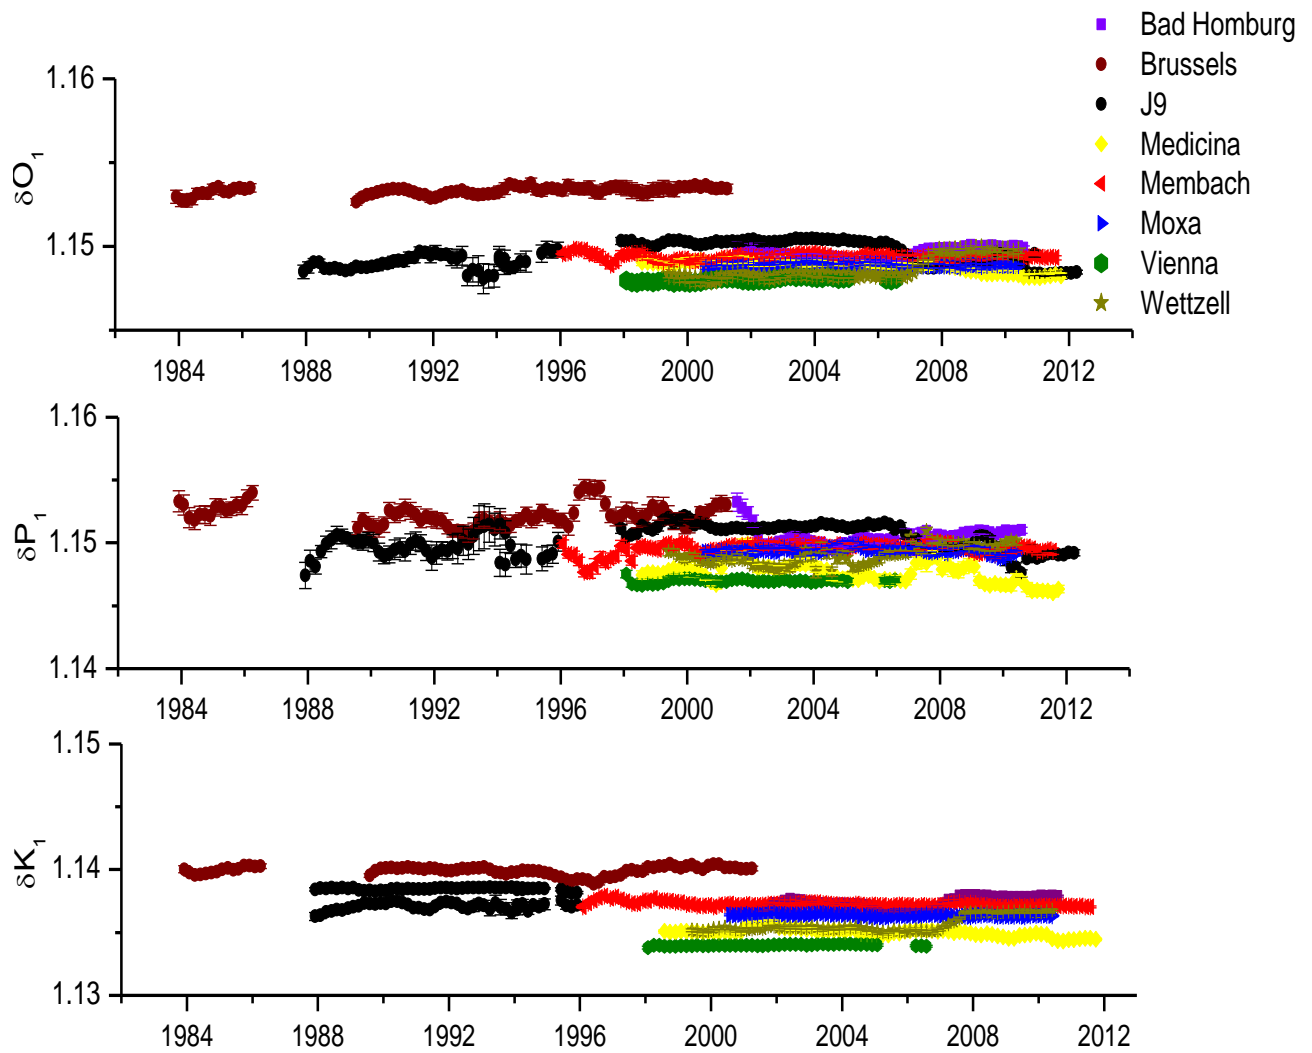 Bad Homburg
Brussels
J9
Medicina
Membach
Moxa
Vienna
Wettzell
1.16
1.15
δO₁
1984 1988 1992 1996 2000 2004 2008 2012
1.16
1.15
1.14
δP₁
1984 1988 1992 1996 2000 2004 2008 2012
1.15
1.14
1.13
δK₁
1984 1988 1992 1996 2000 2004 2008 2012